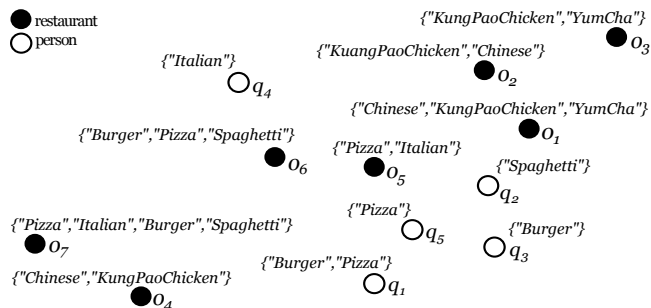 restaurant
person
{"KungPaoChicken","YumCha"}
o3
{"KuangPaoChicken","Chinese"}
o2
{"Italian"}
q4
{"Chinese","KungPaoChicken","YumCha"}
o1
{"Burger","Pizza","Spaghetti"}
o6
{"Pizza","Italian"}
o5
{"Spaghetti"}
q2
{"Pizza"}
q5
{"Burger"}
q3
{"Pizza","Italian","Burger","Spaghetti"}
o7
{"Chinese","KungPaoChicken"}
o4
{"Burger","Pizza"}
q1